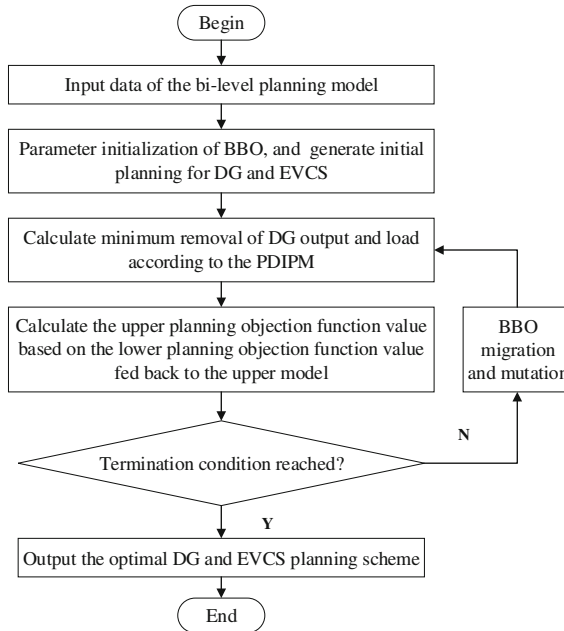 Begin
Input data of the bi-level planning model
Parameter initialization of BBO, and generate initial
planning for DG and EVCS
Calculate minimum removal of DG output and load
according to the PDIPM
Calculate the upper planning objection function value
based on the lower planning objection function value
fed back to the upper model
BBO
migration
and mutation
N
Termination condition reached?
Y
Output the optimal DG and EVCS planning scheme
End